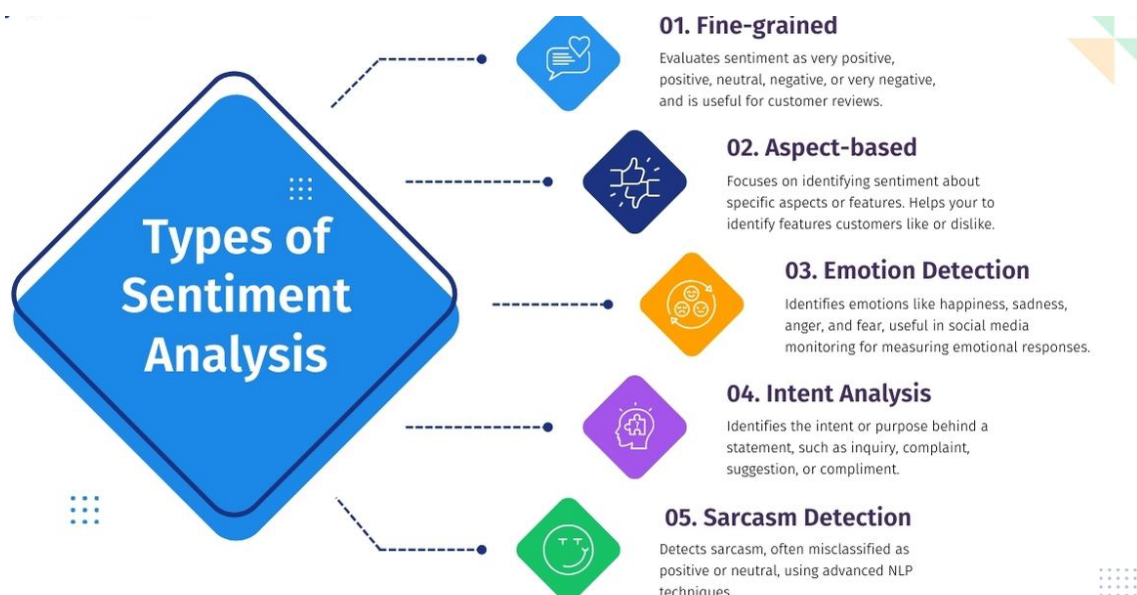 Types of
Sentiment
Analysis
01. Fine-grained
Evaluates sentiment as very positive,
positive, neutral, negative, or very negative,
and is useful for customer reviews.
02. Aspect-based
Focuses on identifying sentiment about
specific aspects or features. Helps your to
identify features customers like or dislike.
03. Emotion Detection
Identifies emotions like happiness, sadness,
anger, and fear, useful in social media
monitoring for measuring emotional responses.
04. Intent Analysis
Identifies the intent or purpose behind a
statement, such as inquiry, complaint,
suggestion, or compliment.
05. Sarcasm Detection
Detects sarcasm, often misclassified as
positive or neutral, using advanced NLP
techniques.